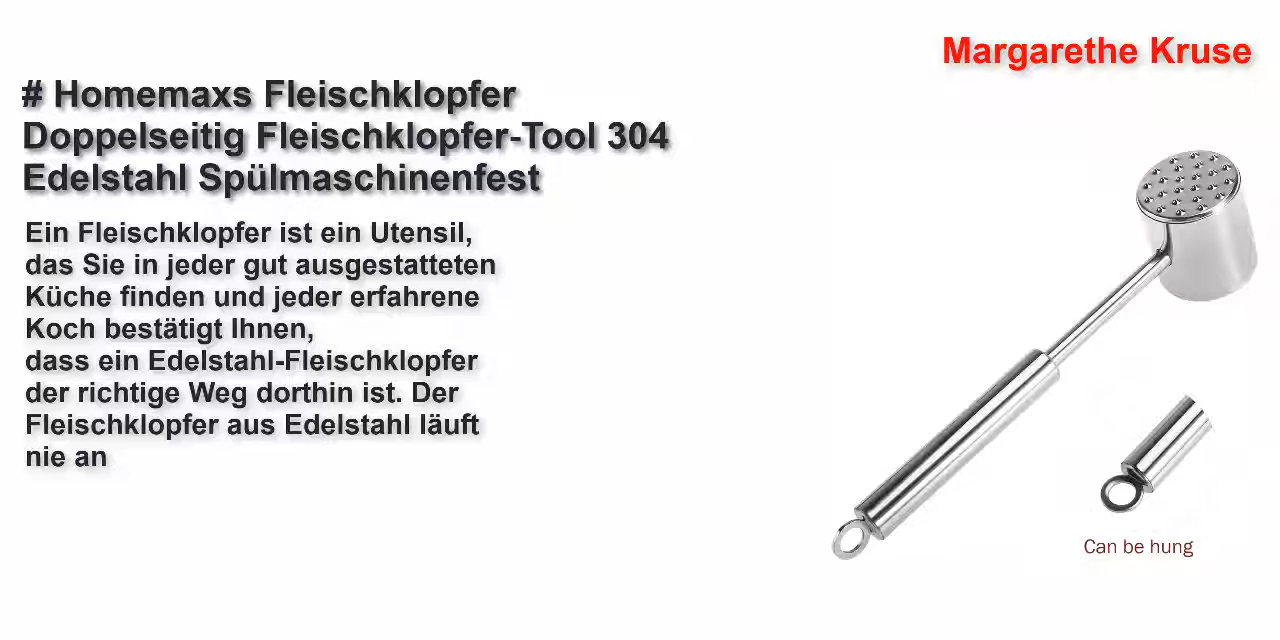 Margarethe Kruse
# Homemaxs Fleischklopfer
Doppelseitig Fleischklopfer-Tool 304
Edelstahl Spülmaschinenfest
Ein Fleischklopfer ist ein Utensil,
das Sie in jeder gut ausgestatteten
Küche finden und jeder erfahrene
Koch bestätigt Ihnen,
dass ein Edelstahl-Fleischklopfer
der richtige Weg dorthin ist. Der
Fleischklopfer aus Edelstahl läuft
nie an
Can be hung